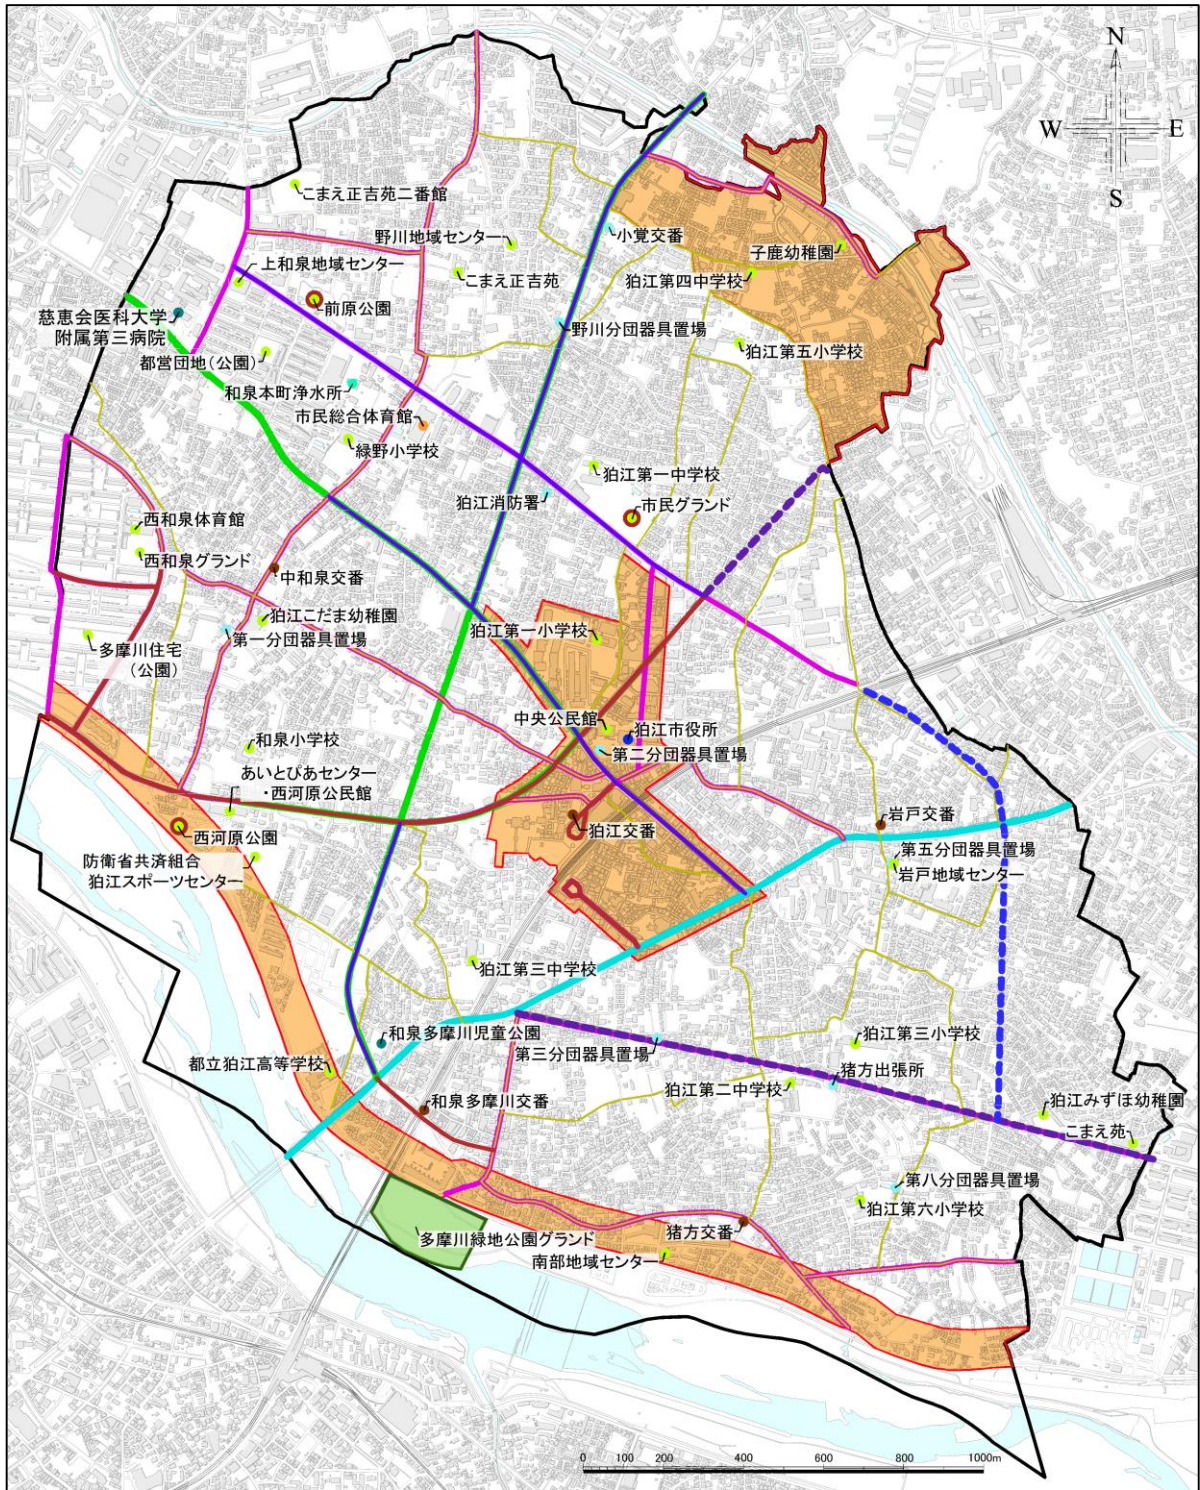 N
W
E
S
こまえ正吉苑二番館
野川地域センター
小覚交番
子鹿幼稚園
上和泉地域センター
こまえ正吉苑
狛江第四中学校
前原公園
慈恵会医科大学
附属第三病院
野川分団器具置場
狛江第五小学校
都営団地(公園)
和泉本町浄水所
市民総合体育館
緑野小学校
狛江第一中学校
狛江消防署
市民グランド
西和泉体育館
西和泉グランド
中和泉交番
狛江こだま幼稚園
第一分団器具置場
狛江第一小学校
多摩川住宅
(公園)
中央公民館
狛江市役所
第二分団器具置場
和泉小学校
あいとぴあセンター
・西河原公民館
西河原公園
狛江交番
岩戸交番
第五分団器具置場
岩戸地域センター
防衛省共済組合
狛江スポーツセンター
狛江第三中学校
和泉多摩川児童公園
第三分団器具置場
狛江第三小学校
都立狛江高等学校
猪方出張所
狛江第二中学校
和泉多摩川交番
狛江みずほ幼稚園
こまえ苑
第八分団器具置場
狛江第六小学校
猪方交番
多摩川緑地公園グランド
南部地域センター
0 100 200 400 600 800 1000m